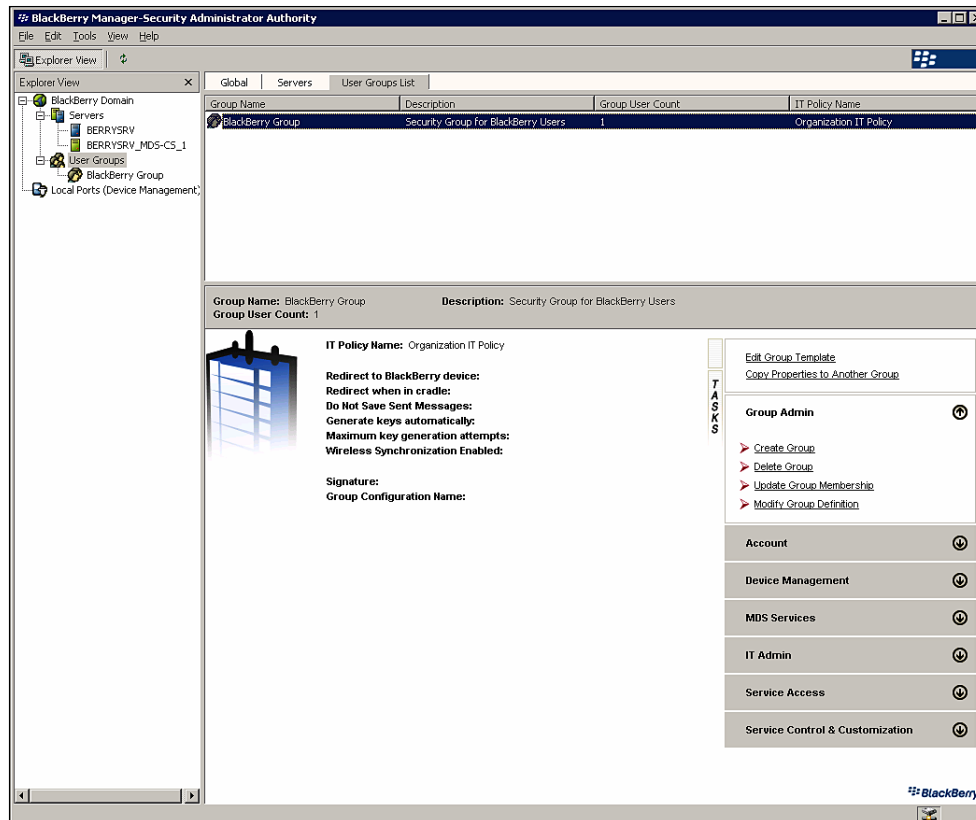 BlackBerry Manager-Security Administrator Authority
File Edit Tools View Help
Explorer View
Explorer View
Global Servers User Groups List
BlackBerry Domain
Servers
BERRYSRV
BERRYSRV_MDS-CS_1
User Groups
BlackBerry Group
Local Ports (Device Management)
Group Name Description Group User Count IT Policy Name
BlackBerry Group Security Group for BlackBerry Users 1 Organization IT Policy
Group Name: BlackBerry Group Description: Security Group for BlackBerry Users
Group User Count: 1
IT Policy Name: Organization IT Policy
Redirect to BlackBerry device:
Redirect when in cradle:
Do Not Save Sent Messages:
Generate keys automatically:
Maximum key generation attempts:
Wireless Synchronization Enabled:
Signature:
Group Configuration Name:
TASKS
Edit Group Template
Copy Properties to Another Group
Group Admin
Create Group
Delete Group
Update Group Membership
Modify Group Definition
Account
Device Management
MDS Services
IT Admin
Service Access
Service Control & Customization
BlackBerry